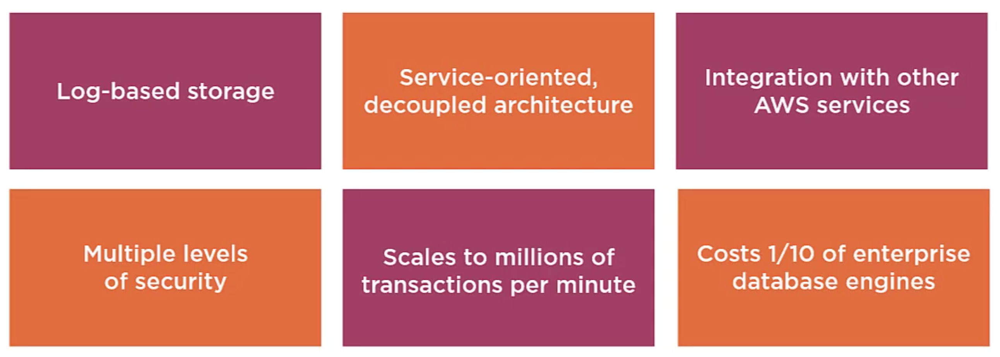 Log-based storage
Service-oriented,
decoupled architecture
Integration with other
AWS services
Multiple levels
of security
Scales to millions of
transactions per minute
Costs 1/10 of enterprise
database engines